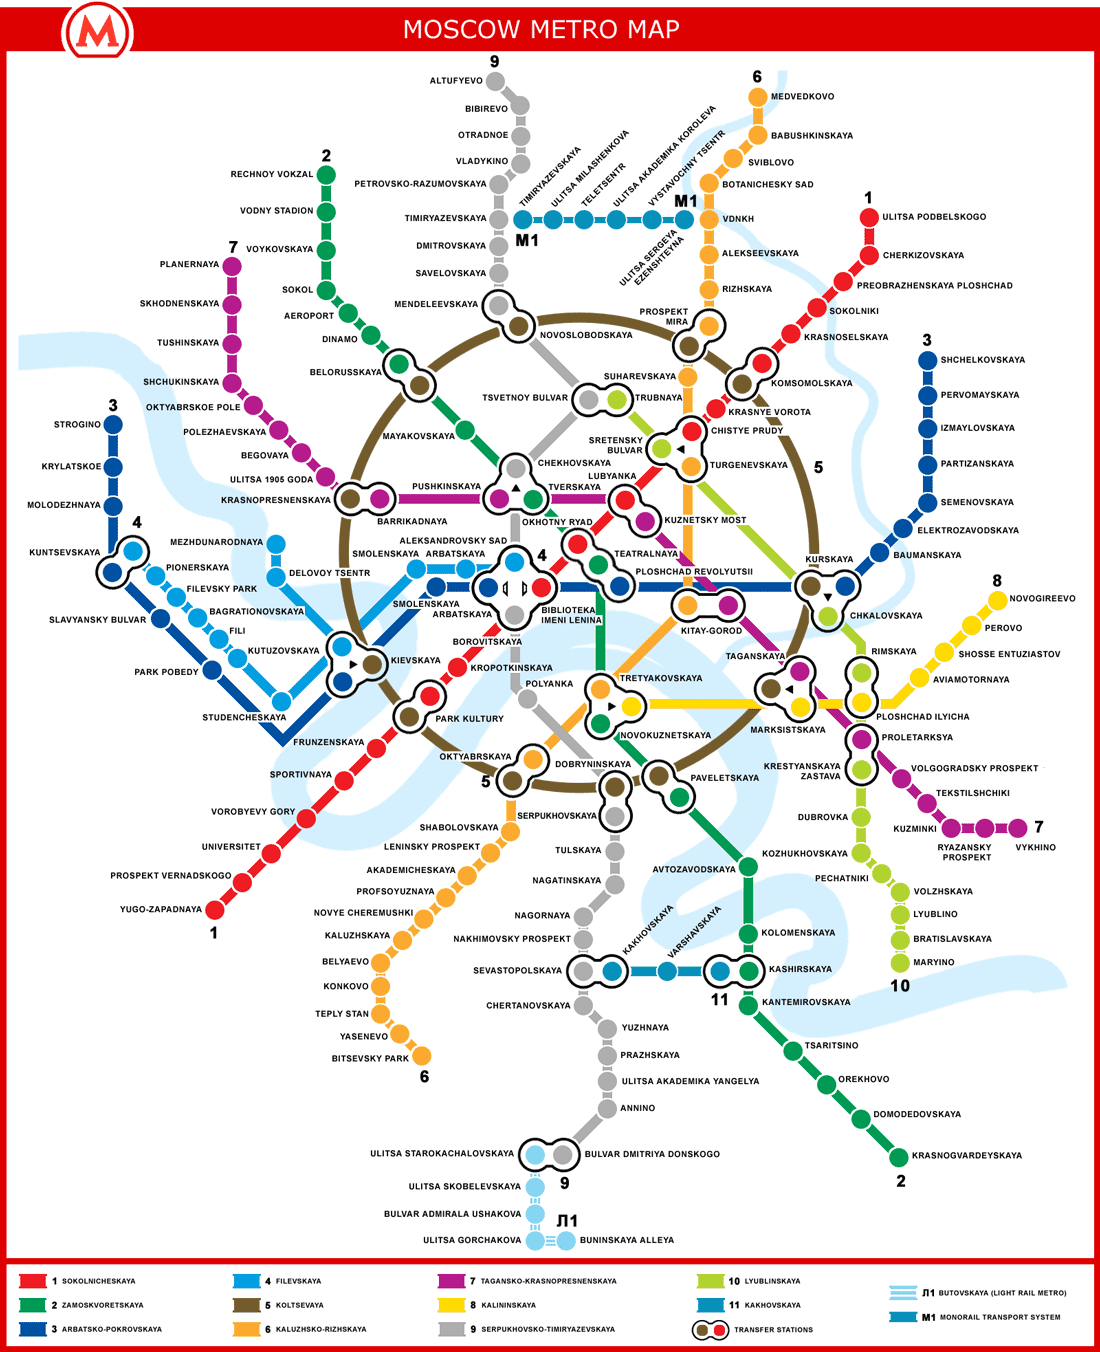 M
MOSCOW METRO MAP
9
ALTUFYEVO
BIBIREVO
OTRADNOE
VLADYKINO
PETROVSKO-RAZUMOVSKAYA
TIMIRYAZEVSKAYA
DMITROVSKAYA
SAVELOVSKAYA
MENDELEEVSKAYA
NOVOSLOBODSKAYA
TIMIRYAZEVSKAYA
ULITSA MILASHENKOVA
TELETSENTR
ULITSA AKADEMIKA KOROLEVA
VYSTAVOCHNY TSENTR
M1
M1
ULITSA SERGEYA
EZENSHTEYNA
6
MEDVEDKOVO
BABUSHKINSKAYA
SVIBLOVO
BOTANICHESKY SAD
VDNKH
ALEKSEEVSKAYA
RIZHSKAYA
PROSPEKT
MIRA
1
ULITSA PODBELSKOGO
CHERKIZOVSKAYA
PREOBRAZHENSKAYA PLOSHCHAD
SOKOLNIKI
KRASNOSELSKAYA
KOMSOMOLSKAYA
2
RECHNOY VOKZAL
VODNY STADION
VOYKOVSKAYA
SOKOL
AEROPORT
DINAMO
BELORUSSKAYA
MAYAKOVSKAYA
7
PLANERNAYA
SKHODNENSKAYA
TUSHINSKAYA
SHCHUKINSKAYA
OKTYABRSKOE POLE
POLEZHAEVSKAYA
BEGOVAYA
ULITSA 1905 GODA
KRASNOPRESNENSKAYA
BARRIKADNAYA
3
SHCHELKOVSKAYA
PERVOMAYSKAYA
IZMAYLOVSKAYA
PARTIZANSKAYA
SEMENOVSKAYA
ELEKTROZAVODSKAYA
BAUMANSKAYA
KURSKAYA
CHKALOVSKAYA
SUHAREVSKAYA
TSVETNOY BULVAR
TRUBNAYA
KRASNYE VOROTA
CHISTYE PRUDY
SRETENSKY
BULVAR
TURGENEVSKAYA
5
CHEKHOVSKAYA
PUSHKINSKAYA
TVERSKAYA
LUBYANKA
KUZNETSKY MOST
OKHOTNY RYAD
TEATRALNAYA
PLOSHCHAD REVOLYUTSII
3
STROGINO
KRYLATSKOE
MOLODEZHNAYA
4
KUNTSEVSKAYA
PIONERSKAYA
FILEVSKY PARK
BAGRATIONOVSKAYA
FILI
KUTUZOVSKAYA
STUDENCHESKAYA
SLAVYANSKY BULVAR
PARK POBEDY
MEZHDUNARODNAYA
DELOVOY TSENTR
ALEKSANDROVSKY SAD
SMOLENSKAYA
ARBATSKAYA
4
SMOLENSKAYA
ARBATSKAYA
BIBLIOTEKA
IMENI LENINA
BOROVITSKAYA
KIEVSKAYA
KROPOTKINSKAYA
POLYANKA
PARK KULTURY
KITAY-GOROD
TAGANSKAYA
MARKSISTSKAYA
8
NOVOGIREEVO
PEROVO
SHOSSE ENTUZIASTOV
AVIAMOTORNAYA
RIMSKAYA
PLOSHCHAD ILYICHA
PROLETARKSYA
KRESTYANSKAYA
ZASTAVA
TRETYAKOVSKAYA
NOVOKUZNETSKAYA
FRUNZENSKAYA
SPORTIVNAYA
VOROBYEVY GORY
UNIVERSITET
PROSPEKT VERNADSKOGO
YUGO-ZAPADNAYA
1
OKTYABRSKAYA
5
DOBRYNINSKAYA
PAVELETSKAYA
SERPUKHOVSKAYA
SHABOLOVSKAYA
LENINSKY PROSPEKT
AKADEMICHESKAYA
PROFSOYUZNAYA
NOVYE CHEREMUSHKI
KALUZHSKAYA
BELYAEVO
KONKOVO
TEPLY STAN
YASENEVO
BITSEVSKY PARK
6
TULSKAYA
NAGATINSKAYA
NAGORNAYA
NAKHIMOVSKY PROSPEKT
SEVASTOPOLSKAYA
CHERTANOVSKAYA
YUZHNAYA
PRAZHSKAYA
ULITSA AKADEMIKA YANGELYA
ANNINO
BULVAR DMITRIYA DONSKOGO
9
KAKHOVSKAYA
VARSHAVSKAYA
11
AVTOZAVODSKAYA
KOLOMENSKAYA
KASHIRSKAYA
KANTEMIROVSKAYA
TSARITSINO
OREKHOVO
DOMODEDOVSKAYA
KRASNOGVARDEYSKAYA
2
VOLGOGRADSKY PROSPEKT
TEKSTILSHCHIKI
KUZMINKI
RYAZANSKY
PROSPEKT
7
VYKHINO
DUBROVKA
KOZHUKHOVSKAYA
PECHATNIKI
VOLZHSKAYA
LYUBLINO
BRATISLAVSKAYA
MARYINO
10
ULITSA STAROKACHALOVSKAYA
ULITSA SKOBELEVSKAYA
BULVAR ADMIRALA USHAKOVA
ULITSA GORCHAKOVA
Л1
BUNINSKAYA ALLEYA
1 SOKOLNICHESKAYA
2 ZAMOSKVORETSKAYA
3 ARBATSKO-POKROVSKAYA
4 FILEVSKAYA
5 KOLTSEVAYA
6 KALUZHSKO-RIZHSKAYA
7 TAGANSKO-KRASNOPRESNENSKAYA
8 KALININSKAYA
9 SERPUKHOVSKO-TIMIRYAZEVSKAYA
10 LYUBLINSKAYA
11 KAKHOVSKAYA
TRANSFER STATIONS
Л1 BUTOVSKAYA (LIGHT RAIL METRO)
M1 MONORAIL TRANSPORT SYSTEM